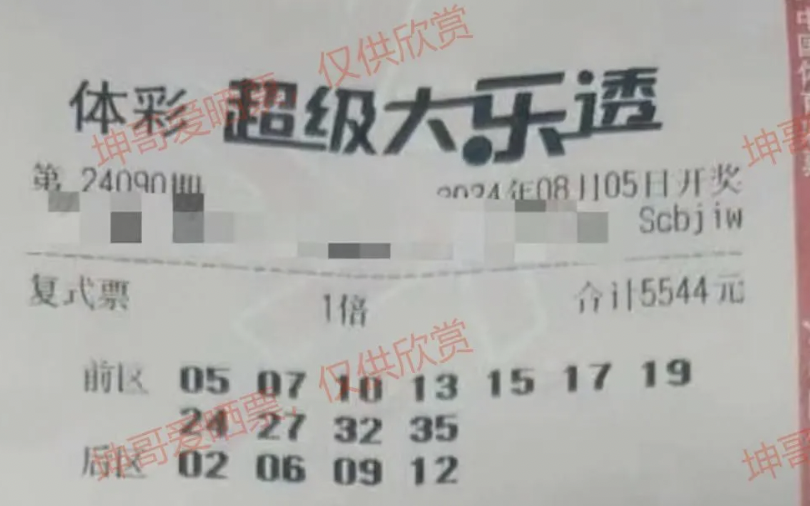 仅供欣赏
体彩 超级大乐透
坤哥爱晒票, 坤哥
第 24090期 2024年08月05日开奖
Scbjiw
复式票 1倍 合计5544元
仅供欣赏
前区 05 07 10 13 15 17 19
24 27 32 35
后区 02 06 09 12
坤哥爱晒票, 坤哥